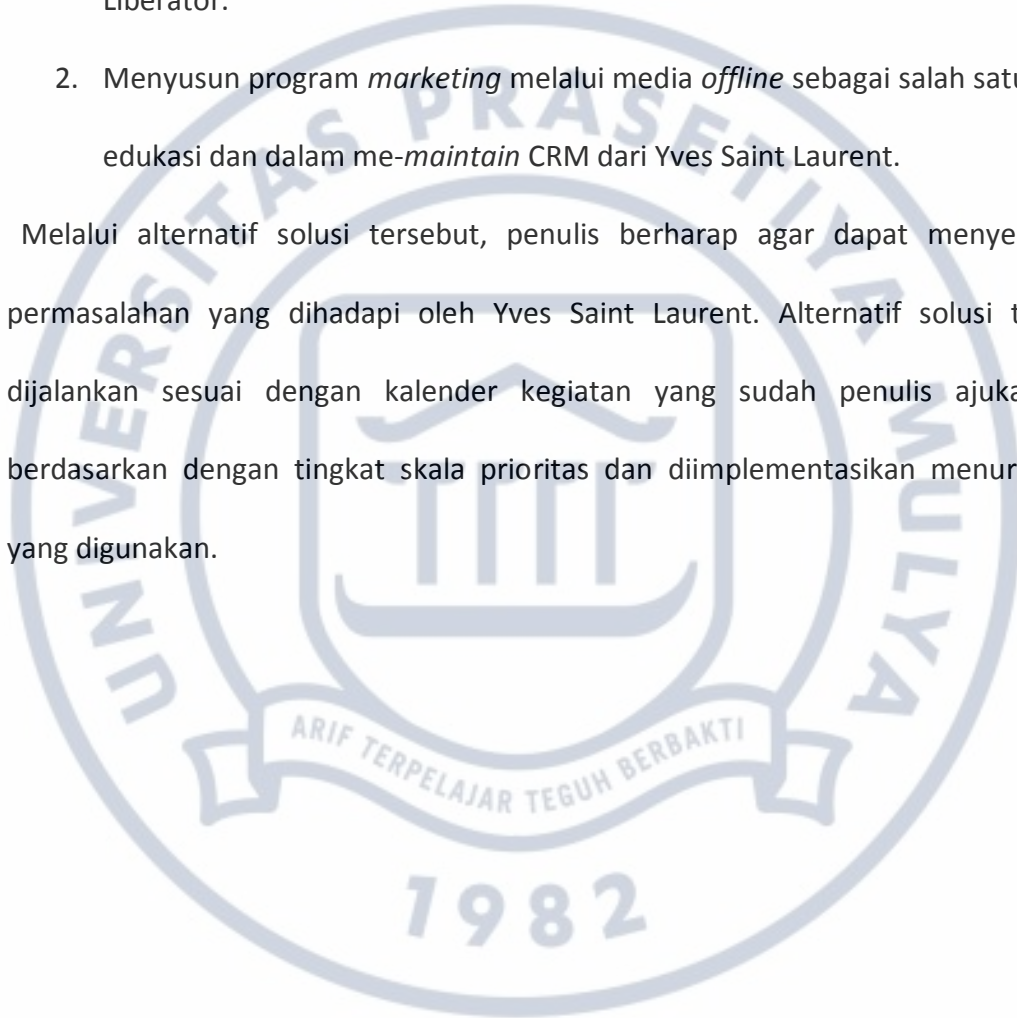 Liberator.
2. Menyusun program marketing melalui media offline sebagai salah satu
edukasi dan dalam me-maintain CRM dari Yves Saint Laurent.
Melalui alternatif solusi tersebut, penulis berharap agar dapat
permasalahan yang dihadapi oleh Yves Saint Laurent. Alternatif solusi
dijalankan sesuai dengan kalender kegiatan yang sudah penulis
berdasarkan dengan tingkat skala prioritas dan diimplementasikan
yang digunakan.
UNIVERSITAS PRASETIYA MULYA
ARIF TERPELAJAR TEGUH BERBAKTI
1982